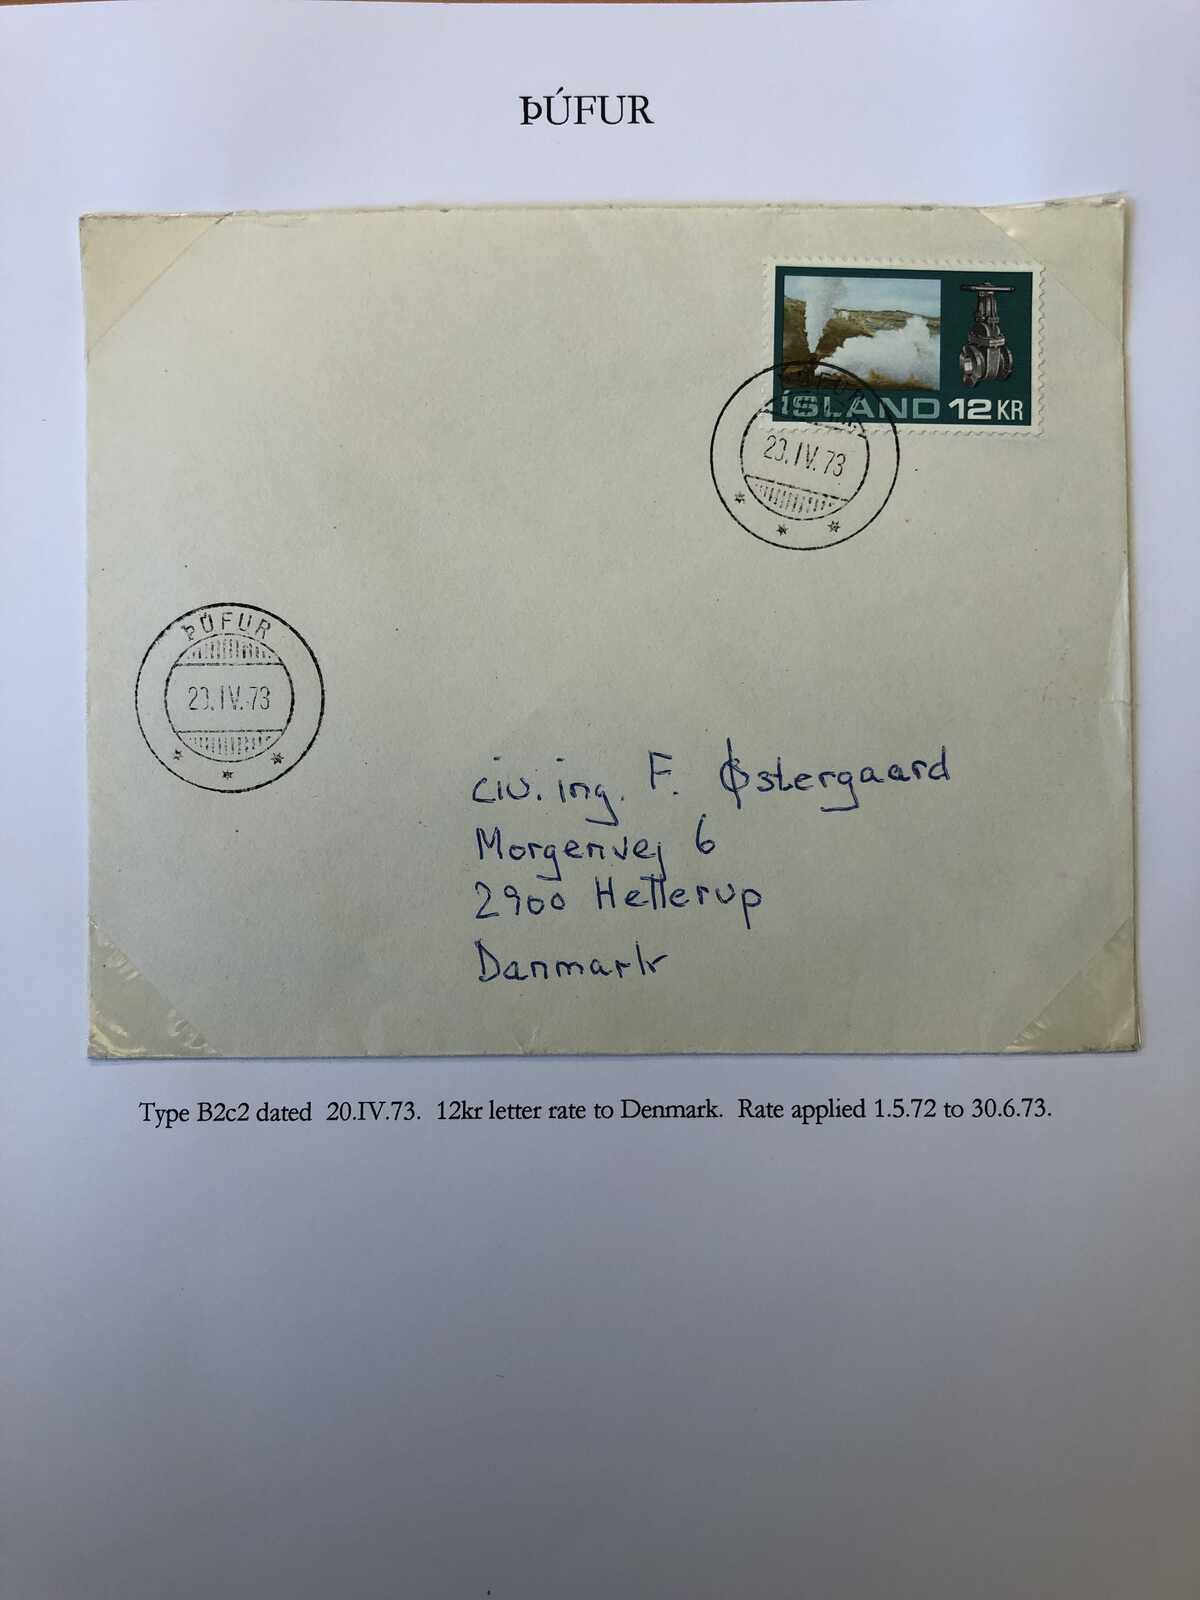 ÞÚFUR
ÍSLAND 12 KR
ÞÚFUR
20.IV.73
ÞÚFUR
20.IV.73
civ. ing. F. Østergaard
Morgenvej 6
2900 Hellerup
Danmark
Type B2c2 dated 20.IV.73. 12kr letter rate to Denmark. Rate applied 1.5.72 to 30.6.73.